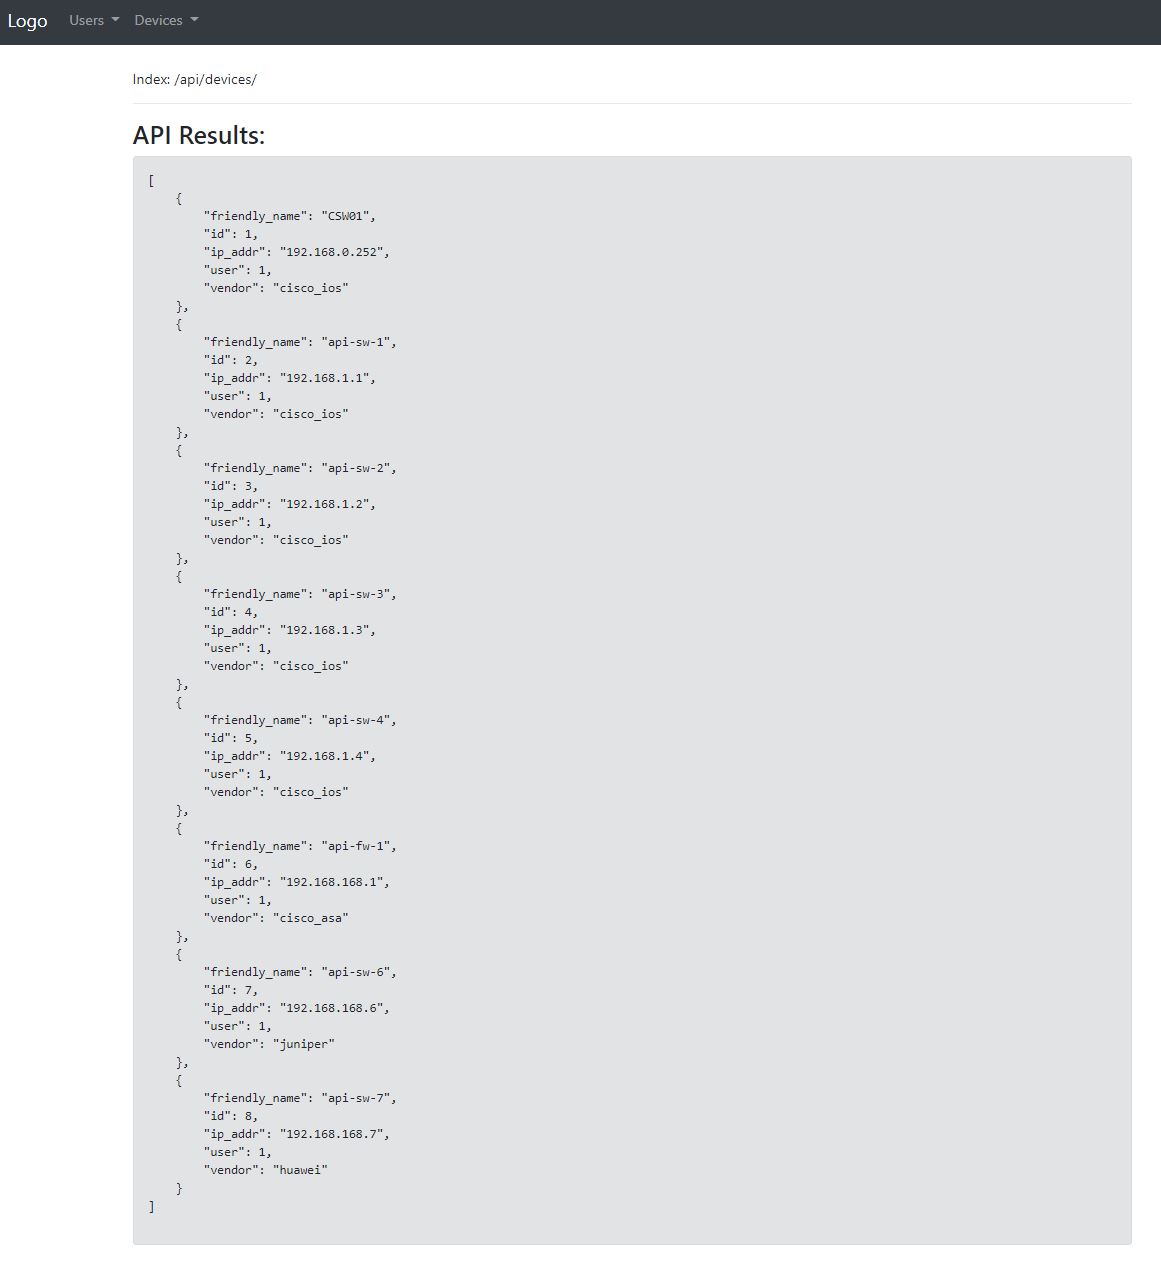 Logo Users Devices
Index: /api/devices/
API Results:
[
    {
        "friendly_name": "CSW01",
        "id": 1,
        "ip_addr": "192.168.0.252",
        "user": 1,
        "vendor": "cisco_ios"
    },
    {
        "friendly_name": "api-sw-1",
        "id": 2,
        "ip_addr": "192.168.1.1",
        "user": 1,
        "vendor": "cisco_ios"
    },
    {
        "friendly_name": "api-sw-2",
        "id": 3,
        "ip_addr": "192.168.1.2",
        "user": 1,
        "vendor": "cisco_ios"
    },
    {
        "friendly_name": "api-sw-3",
        "id": 4,
        "ip_addr": "192.168.1.3",
        "user": 1,
        "vendor": "cisco_ios"
    },
    {
        "friendly_name": "api-sw-4",
        "id": 5,
        "ip_addr": "192.168.1.4",
        "user": 1,
        "vendor": "cisco_ios"
    },
    {
        "friendly_name": "api-fw-1",
        "id": 6,
        "ip_addr": "192.168.168.1",
        "user": 1,
        "vendor": "cisco_asa"
    },
    {
        "friendly_name": "api-sw-6",
        "id": 7,
        "ip_addr": "192.168.168.6",
        "user": 1,
        "vendor": "juniper"
    },
    {
        "friendly_name": "api-sw-7",
        "id": 8,
        "ip_addr": "192.168.168.7",
        "user": 1,
        "vendor": "huawei"
    }
]